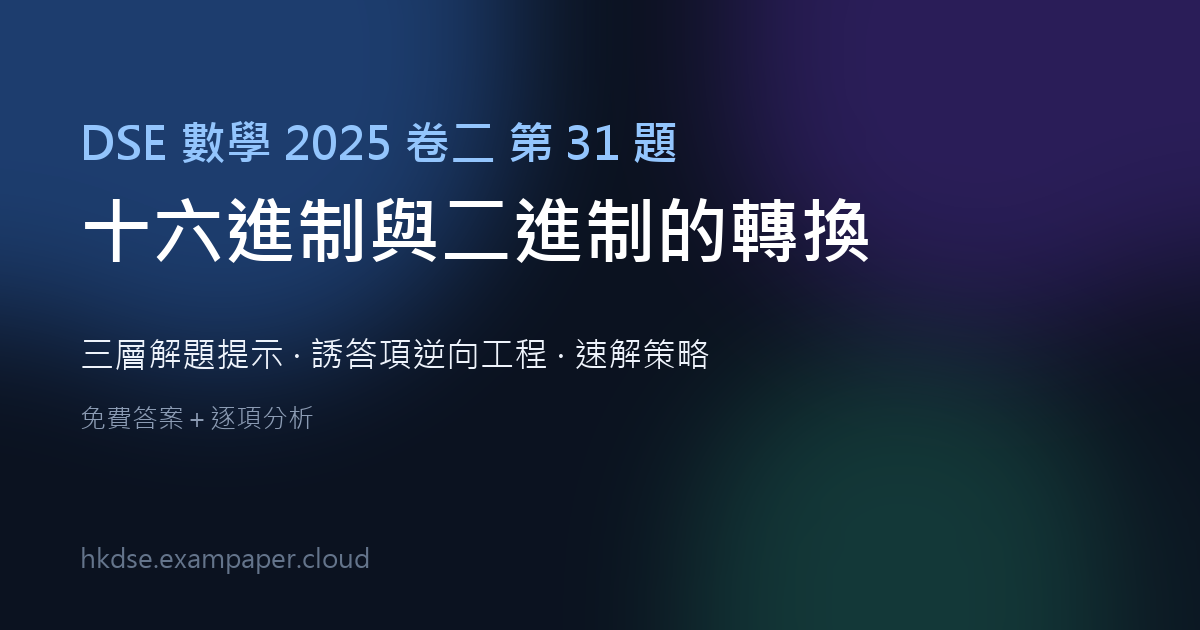 DSE 數學 2025 卷二 第 31 題
十六進制與二進制的轉換
三層解題提示 · 誘答項逆向工程 · 速解策略
免費答案 + 逐項分析
hkdse.exampaper.cloud